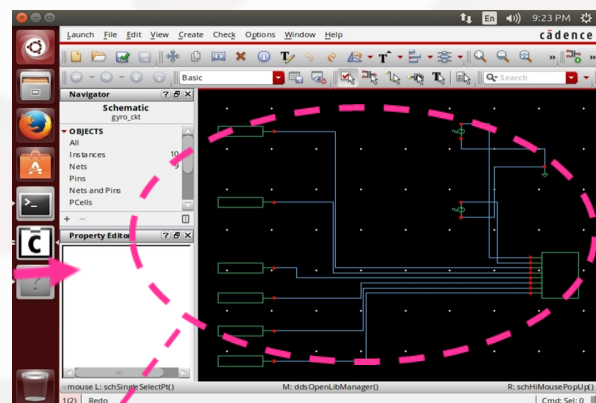 En 9:23 PM
Launch File Edit View Create Check Options Window Help
cādence
Basic
Search
Navigator
Schematic
gyro_ckt
OBJECTS
All
Instances 10
Nets 9
Pins
Nets and Pins
PCells
Property Editor
mouse L: schSingleSelectPt() M: ddsOpenLibManager() R: schHiMousePopUp()
1(2) Redo Cmd: Sel: 0